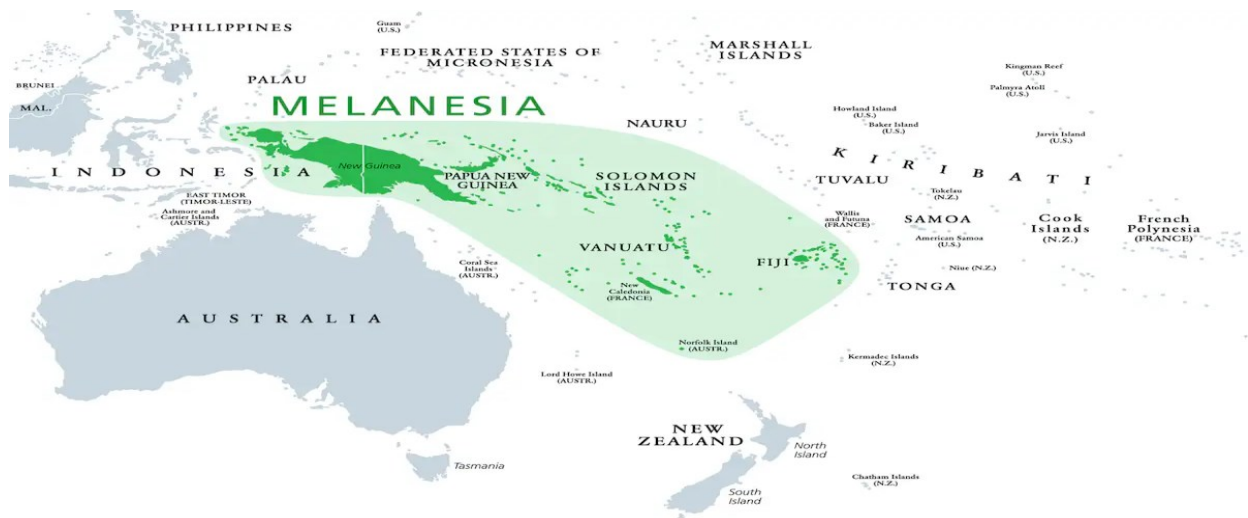 PHILIPPINES
Guam
(U.S.)
FEDERATED STATES OF
MICRONESIA
MARSHALL
ISLANDS
PALAU
BRUNEI
MAL.
MELANESIA
NAURU
Kingman Reef
(U.S.)
Palmyra Atoll
(U.S.)
Howland Island
(U.S.)
Baker Island
(U.S.)
Jarvis Island
(U.S.)
KIRIBATI
INDONESIA
New Guinea
PAPUA NEW
GUINEA
SOLOMON
ISLANDS
TUVALU
EAST TIMOR
(TIMOR-LESTE)
Ashmore and
Cartier Islands
(AUSTR.)
Tokelau
(N.Z.)
Wallis
and Futuna
(FRANCE)
SAMOA
American Samoa
(U.S.)
Cook
Islands
(N.Z.)
French
Polynesia
(FRANCE)
VANUATU
FIJI
Coral Sea
Islands
(AUSTR.)
New
Caledonia
(FRANCE)
Niue (N.Z.)
TONGA
AUSTRALIA
Norfolk Island
(AUSTR.)
Kermadec Islands
(N.Z.)
Lord Howe Island
(AUSTR.)
NEW
ZEALAND
North
Island
Tasmania
South
Island
Chatham Islands
(N.Z.)